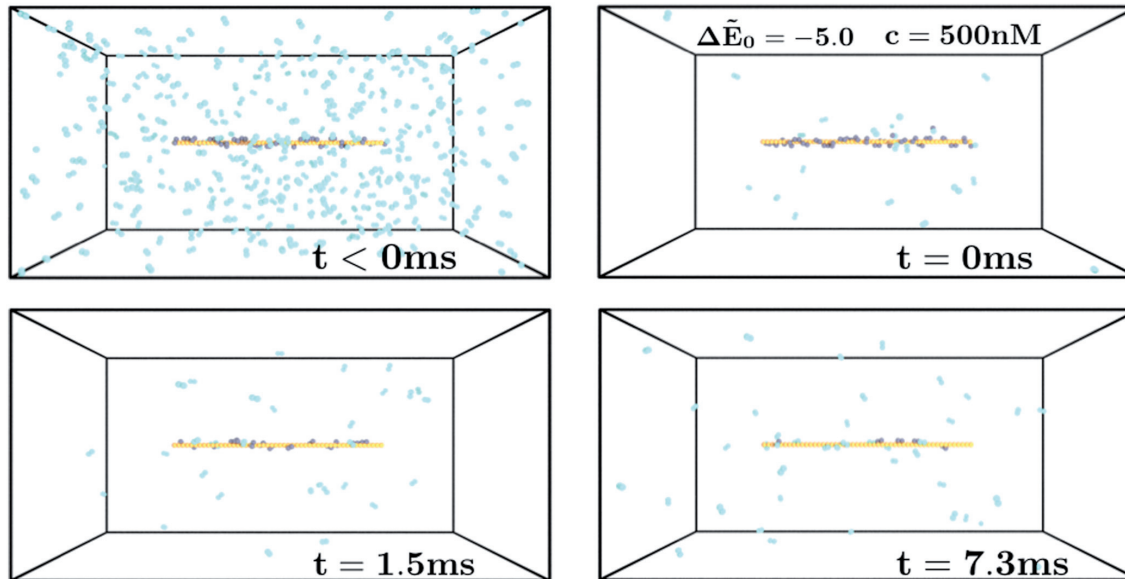 t < 0ms
ΔẼ₀ = −5.0 c = 500nM
t = 0ms
t = 1.5ms
t = 7.3ms